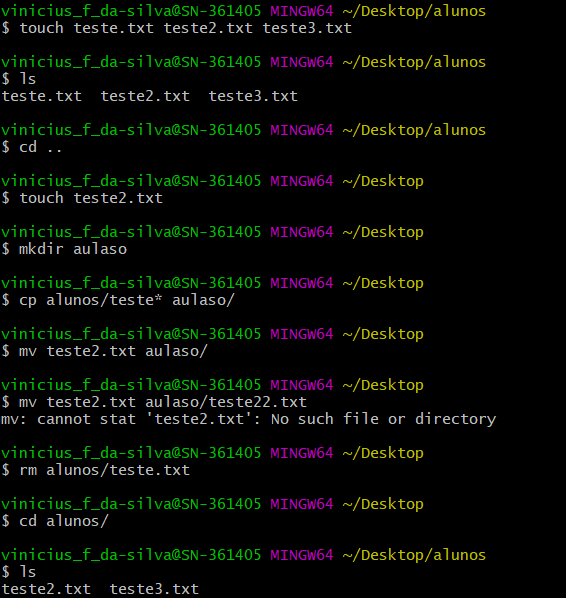 vinicius_f_da-silva@SN-361405 MINGW64 ~/Desktop/alunos
$ touch teste.txt teste2.txt teste3.txt
vinicius_f_da-silva@SN-361405 MINGW64 ~/Desktop/alunos
$ ls
teste.txt  teste2.txt  teste3.txt
vinicius_f_da-silva@SN-361405 MINGW64 ~/Desktop/alunos
$ cd ..
vinicius_f_da-silva@SN-361405 MINGW64 ~/Desktop
$ touch teste2.txt
vinicius_f_da-silva@SN-361405 MINGW64 ~/Desktop
$ mkdir aulaso
vinicius_f_da-silva@SN-361405 MINGW64 ~/Desktop
$ cp alunos/teste* aulaso/
vinicius_f_da-silva@SN-361405 MINGW64 ~/Desktop
$ mv teste2.txt aulaso/
vinicius_f_da-silva@SN-361405 MINGW64 ~/Desktop
$ mv teste2.txt aulaso/teste22.txt
mv: cannot stat 'teste2.txt': No such file or directory
vinicius_f_da-silva@SN-361405 MINGW64 ~/Desktop
$ rm alunos/teste.txt
vinicius_f_da-silva@SN-361405 MINGW64 ~/Desktop
$ cd alunos/
vinicius_f_da-silva@SN-361405 MINGW64 ~/Desktop/alunos
$ ls
teste2.txt  teste3.txt